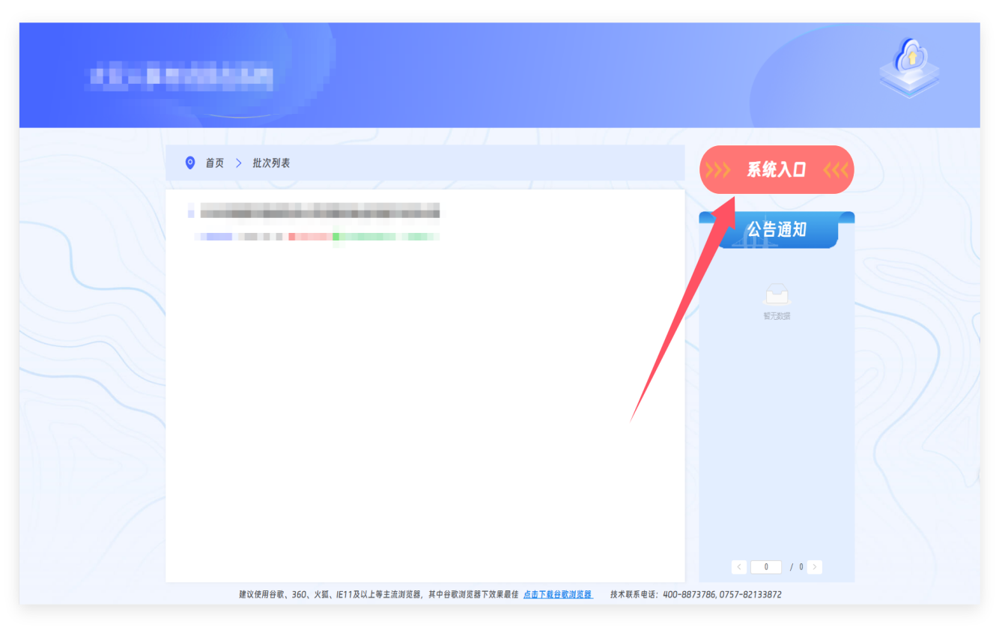 首页 > 批次列表
系统入口
公告通知
暂无数据
0 / 0
建议使用谷歌、360、火狐、IE11及以上等主流浏览器，其中谷歌浏览器下效果最佳 点击下载谷歌浏览器 技术联系电话：400-8873786, 0757-82133872